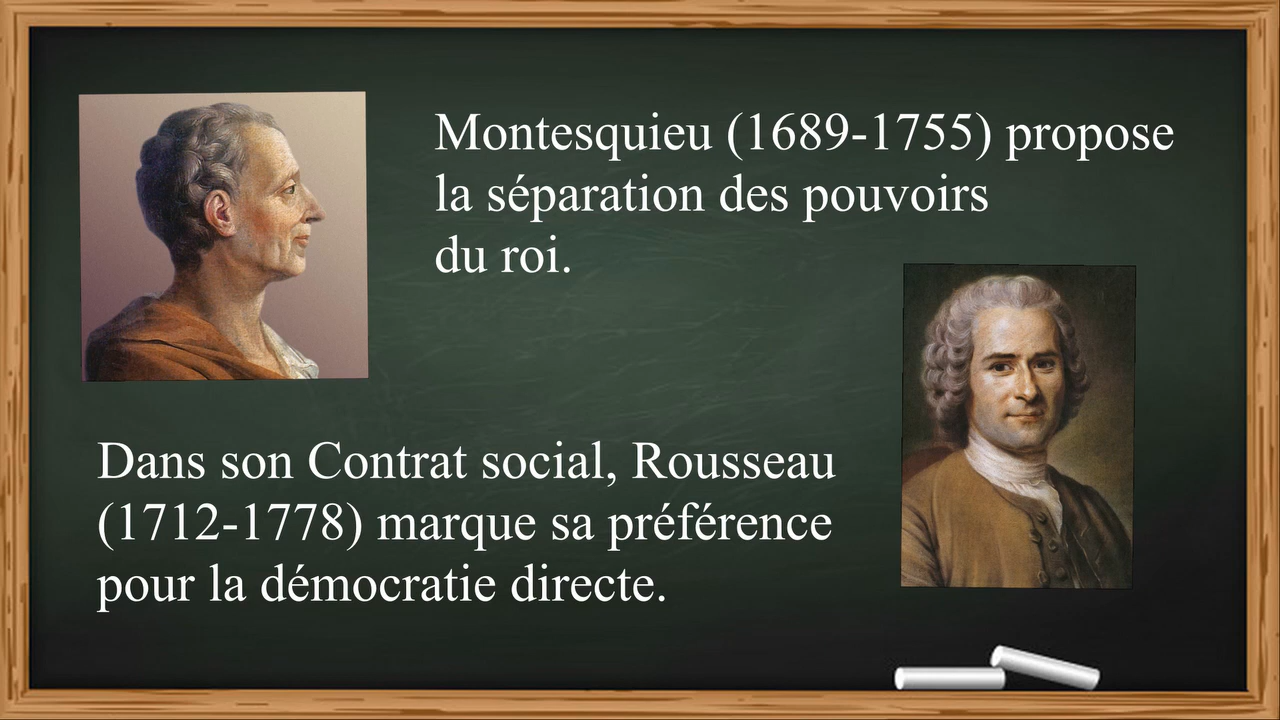 Montesquieu (1689-1755) propose
la séparation des pouvoirs
du roi.
Dans son Contrat social, Rousseau
(1712-1778) marque sa préférence
pour la démocratie directe.